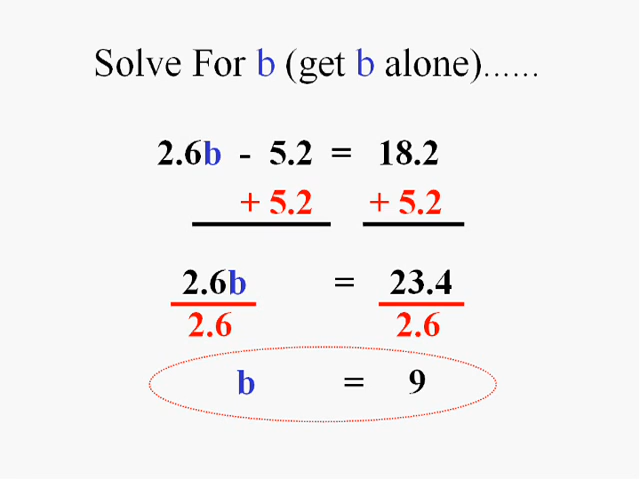 Solve For b (get b alone)......
2.6b - 5.2 = 18.2
+ 5.2 + 5.2
2.6b = 23.4
2.6 2.6
b = 9